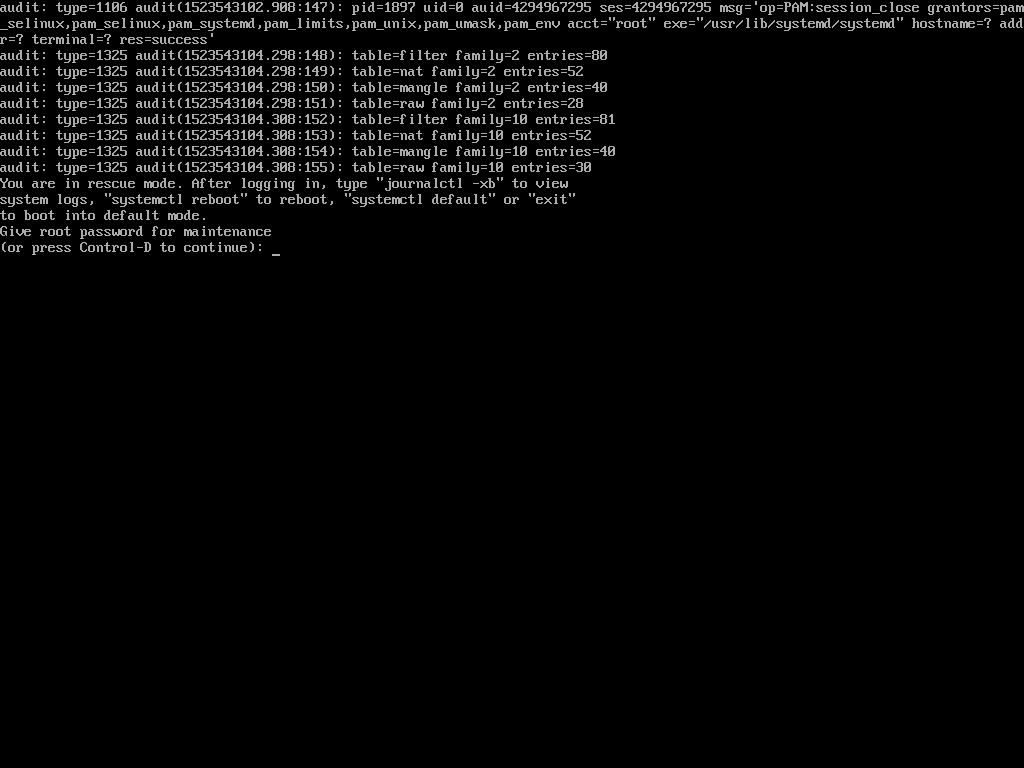 audit: type=1106 audit(1523543102.908:147): pid=1897 uid=0 auid=4294967295 ses=4294967295 msg='op=PAM:session_close grantors=pam
_selinux,pam_selinux,pam_systemd,pam_limits,pam_unix,pam_umask,pam_env acct="root" exe="/usr/lib/systemd/systemd" hostname=? add
r=? terminal=? res=success'
audit: type=1325 audit(1523543104.298:148): table=filter family=2 entries=80
audit: type=1325 audit(1523543104.298:149): table=nat family=2 entries=52
audit: type=1325 audit(1523543104.298:150): table=mangle family=2 entries=40
audit: type=1325 audit(1523543104.298:151): table=raw family=2 entries=28
audit: type=1325 audit(1523543104.308:152): table=filter family=10 entries=81
audit: type=1325 audit(1523543104.308:153): table=nat family=10 entries=52
audit: type=1325 audit(1523543104.308:154): table=mangle family=10 entries=40
audit: type=1325 audit(1523543104.308:155): table=raw family=10 entries=30
You are in rescue mode. After logging in, type "journalctl -xb" to view
system logs, "systemctl reboot" to reboot, "systemctl default" or "exit"
to boot into default mode.
Give root password for maintenance
(or press Control-D to continue): _